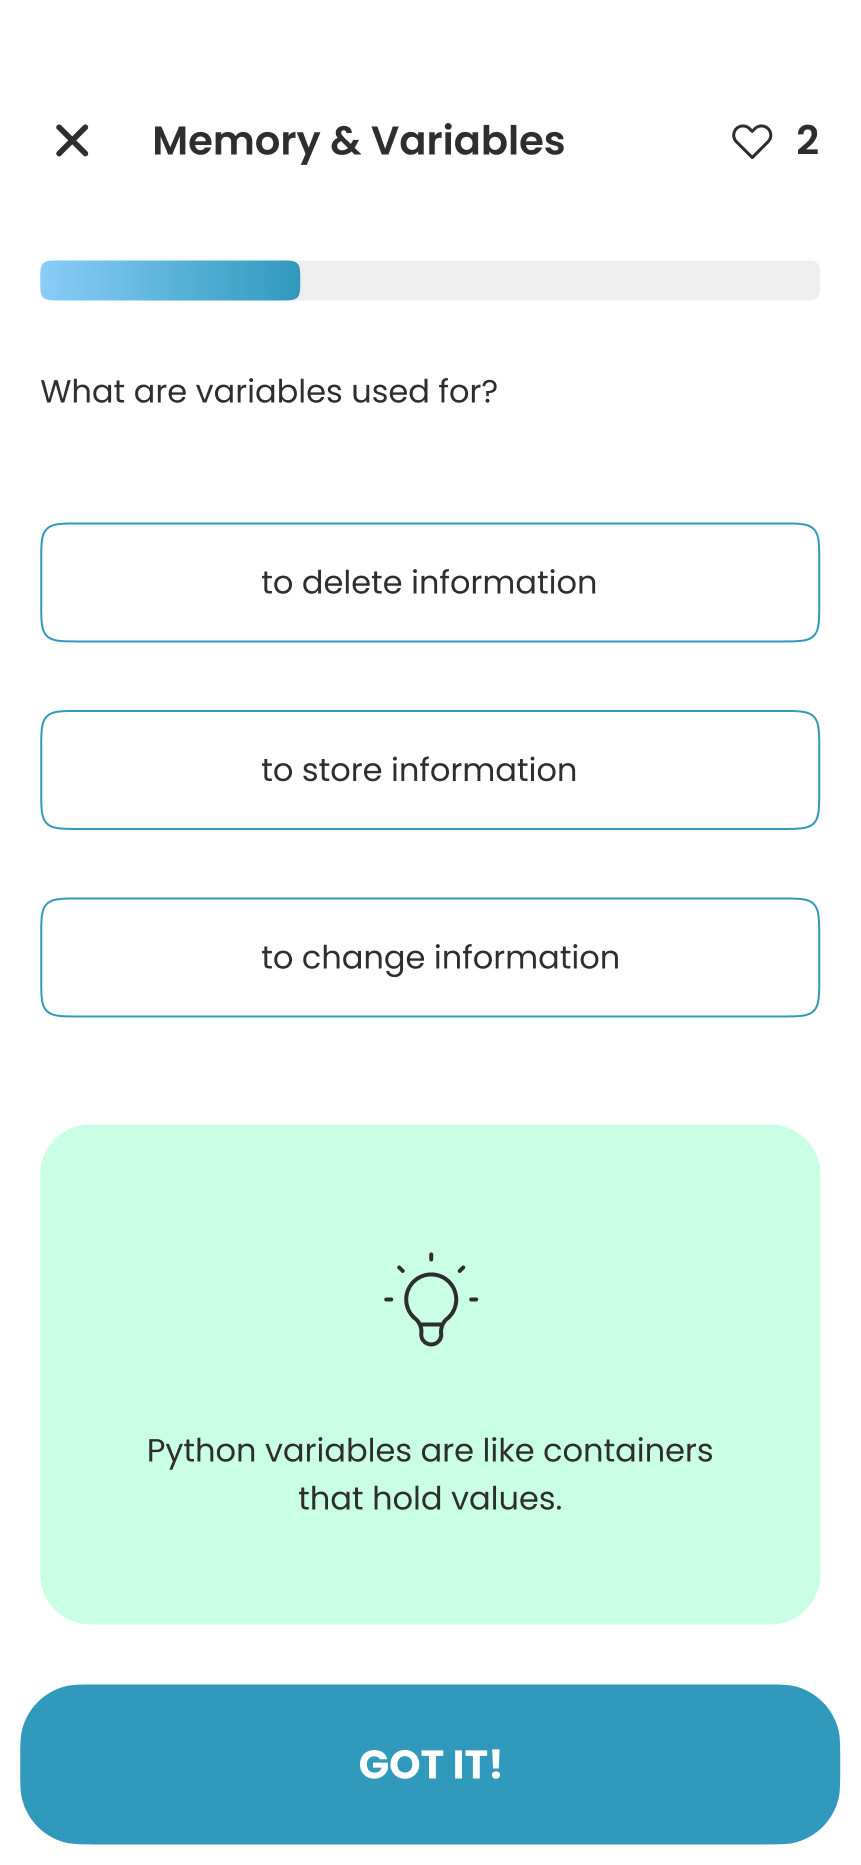 Memory & Variables
2
What are variables used for?
to delete information
to store information
to change information
Python variables are like containers
that hold values.
GOT IT!